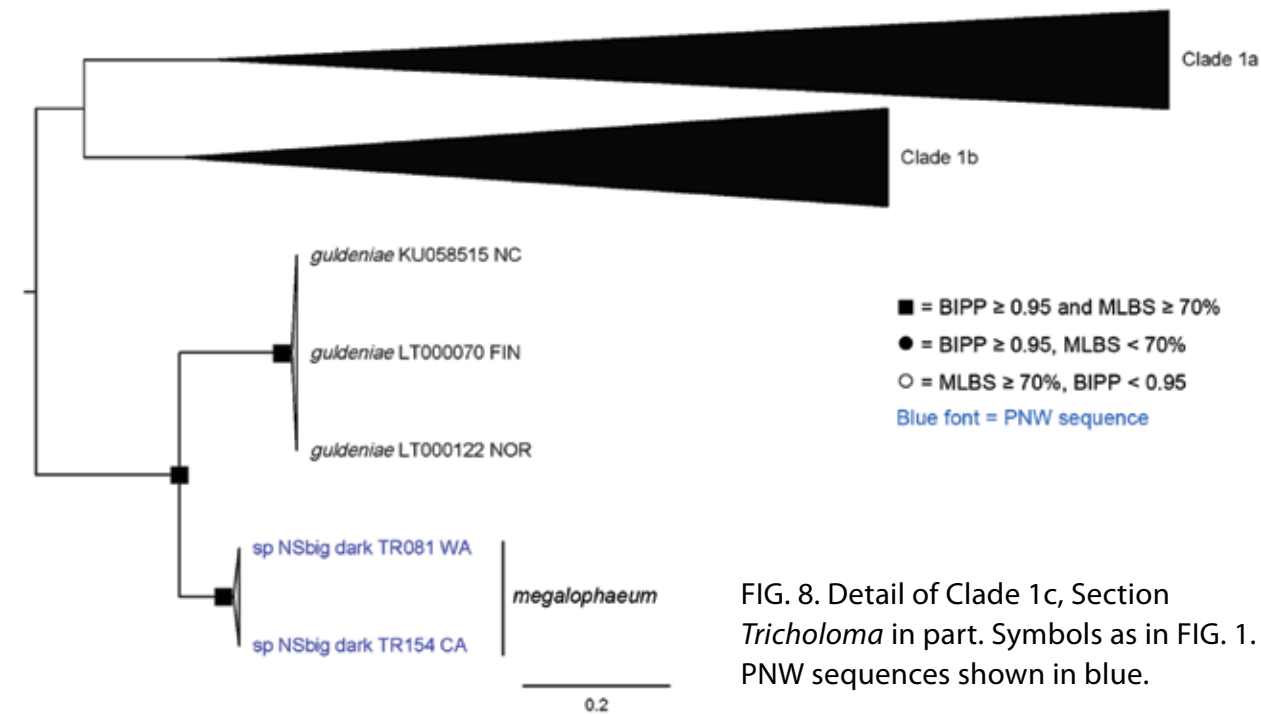 Clade 1a
Clade 1b
guldeniae KU058515 NC
guldeniae LT000070 FIN
guldeniae LT000122 NOR
■ = BIPP ≥ 0.95 and MLBS ≥ 70%
● = BIPP ≥ 0.95, MLBS < 70%
○ = MLBS ≥ 70%, BIPP < 0.95
Blue font = PNW sequence
sp NSbig dark TR081 WA
megalophaeum
sp NSbig dark TR154 CA
0.2
FIG. 8. Detail of Clade 1c, Section
Tricholoma in part. Symbols as in FIG. 1.
PNW sequences shown in blue.